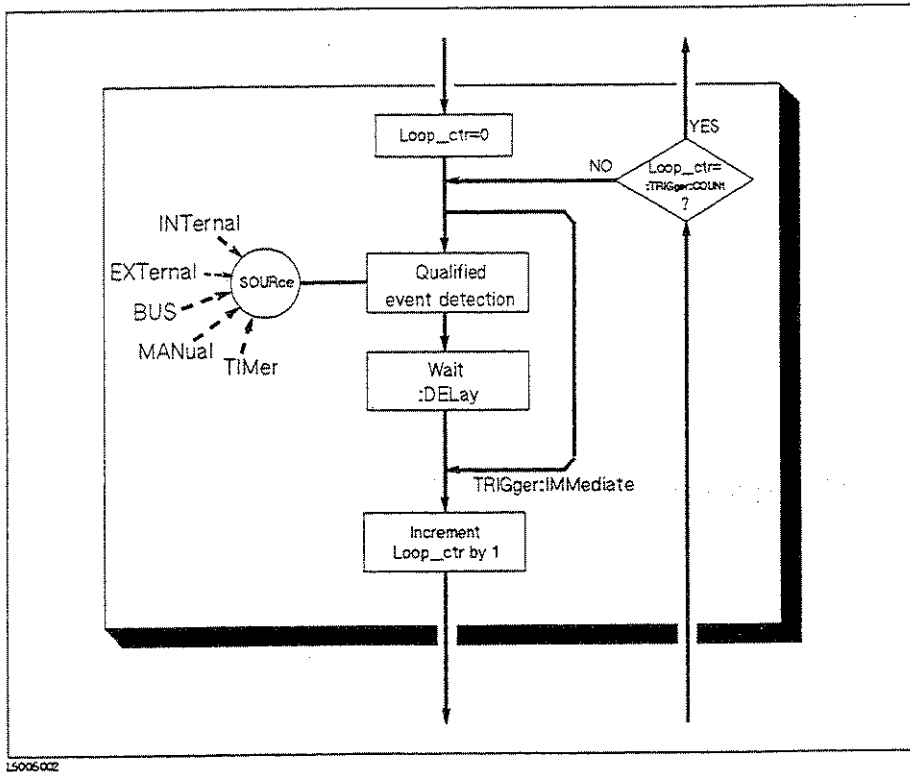 Loop_ctr=0
YES
NO
Loop_ctr=
:TRIGger:COUNt
?
INTernal
EXTernal
BUS
MANual
TIMer
SOURce
Qualified
event detection
Wait
:DELay
TRIGger:IMMediate
Increment
Loop_ctr by 1
LS006002